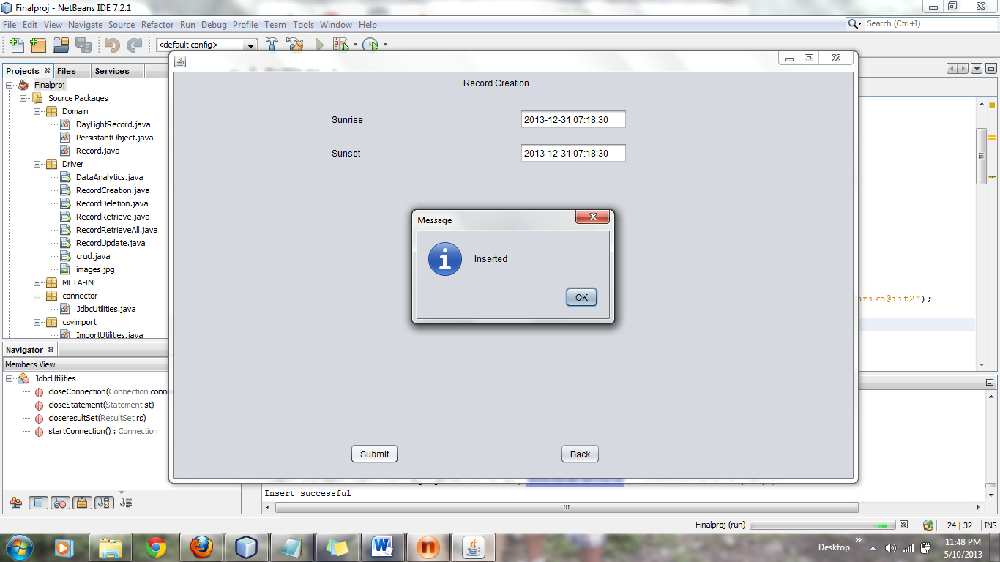 Finalproj - NetBeans IDE 7.2.1
File Edit View Navigate Source Refactor Run Debug Profile Team Tools Window Help
Search (Ctrl+I)
<default config>
Projects Files Services
Finalproj
Source Packages
Domain
DayLightRecord.java
PersistantObject.java
Record.java
Driver
DataAnalytics.java
RecordCreation.java
RecordDeletion.java
RecordRetrieve.java
RecordRetrieveAll.java
RecordUpdate.java
crud.java
images.jpg
META-INF
connector
JdbcUtilities.java
csvimport
ImportUtilities.java
Navigator
Members View
JdbcUtilities
closeConnection(Connection conne
closeStatement(Statement st)
closeresultSet(ResultSet rs)
startConnection() : Connection
Record Creation
Sunrise 2013-12-31 07:18:30
Sunset 2013-12-31 07:18:30
Message
Inserted
OK
Submit Back
arika@iit2");
Insert successful
Finalproj (run)
24 | 32 INS
Desktop
11:48 PM
5/10/2013